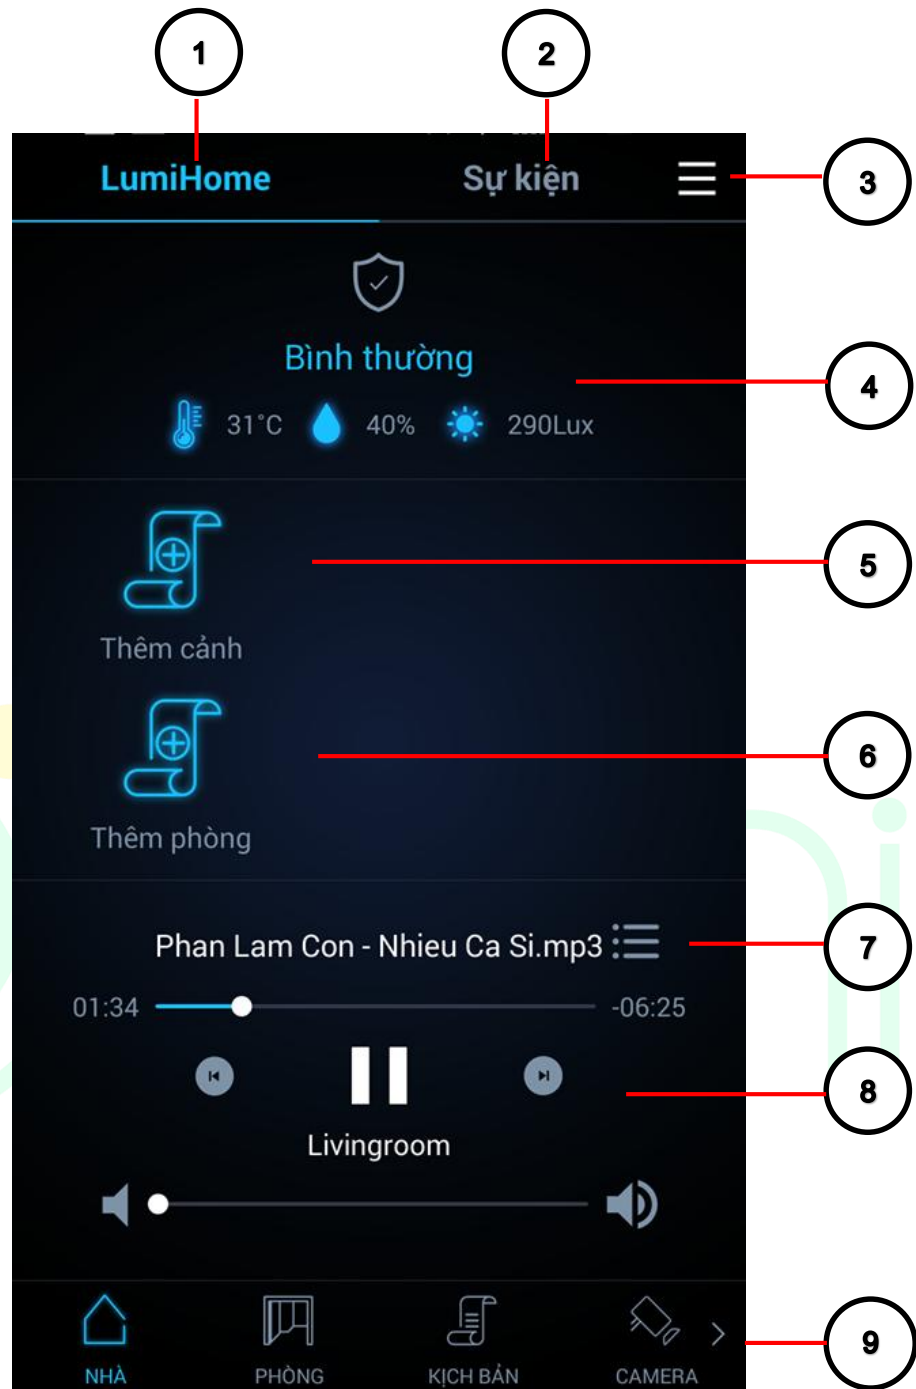 1
2
LumiHome
Sự kiện
3
Bình thường
4
31°C
40%
290Lux
5
Thêm cảnh
6
Thêm phòng
Phan Lam Con - Nhieu Ca Si.mp3
7
01:34
-06:25
8
Livingroom
NHÀ
PHÒNG
KỊCH BẢN
CAMERA
9